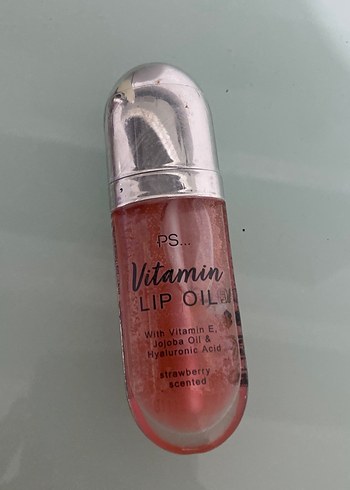 PS...
Vitamin
LIP OIL
With Vitamin E,
Jojoba Oil &
Hyaluronic Acid
strawberry
scented